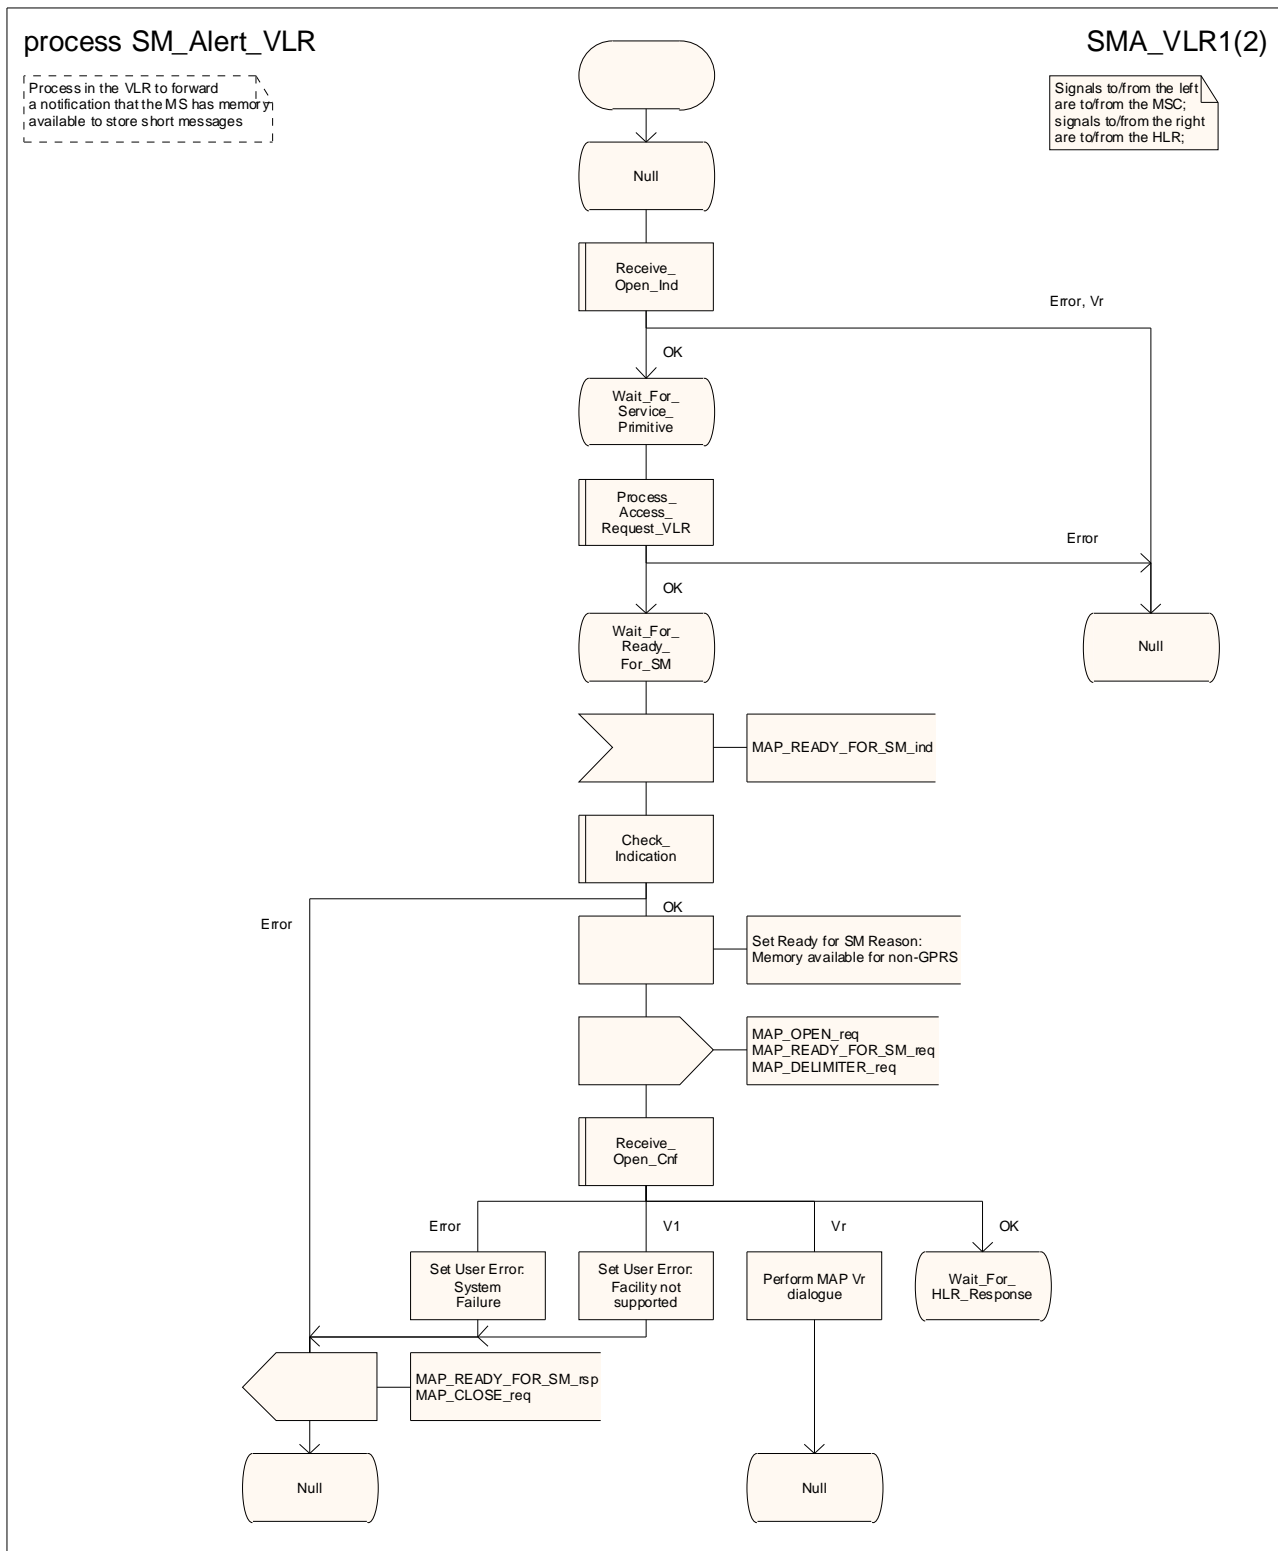 process SM_Alert_VLR
SMA_VLR1(2)
Process in the VLR to forward
a notification that the MS has memory
available to store short messages
Signals to/from the left
are to/from the MSC;
signals to/from the right
are to/from the HLR;
Null
Receive_
Open_Ind
Error, Vr
OK
Wait_For_
Service_
Primitive
Process_
Access_
Request_VLR
Error
OK
Wait_For_
Ready_
For_SM
Null
MAP_READY_FOR_SM_ind
Check_
Indication
Error
OK
Set Ready for SM Reason:
Memory available for non-GPRS
MAP_OPEN_req
MAP_READY_FOR_SM_req
MAP_DELIMITER_req
Receive_
Open_Cnf
Error
V1
Vr
OK
Set User Error:
System
Failure
Set User Error:
Facility not
supported
Perform MAP Vr
dialogue
Wait_For_
HLR_Response
MAP_READY_FOR_SM_rsp
MAP_CLOSE_req
Null
Null